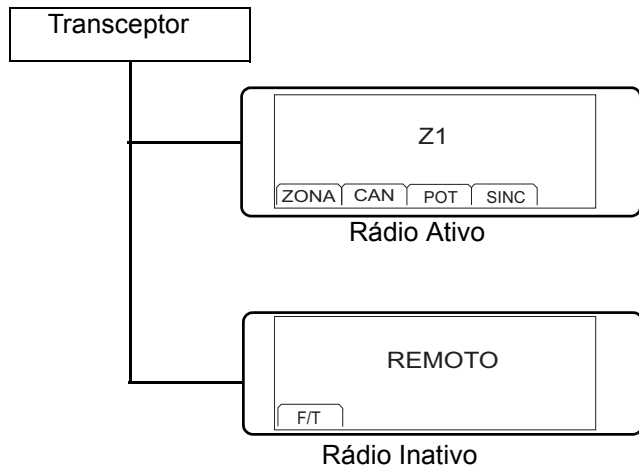 Transceptor
Z1
ZONA CAN POT SINC
Rádio Ativo
REMOTO
F/T
Rádio Inativo